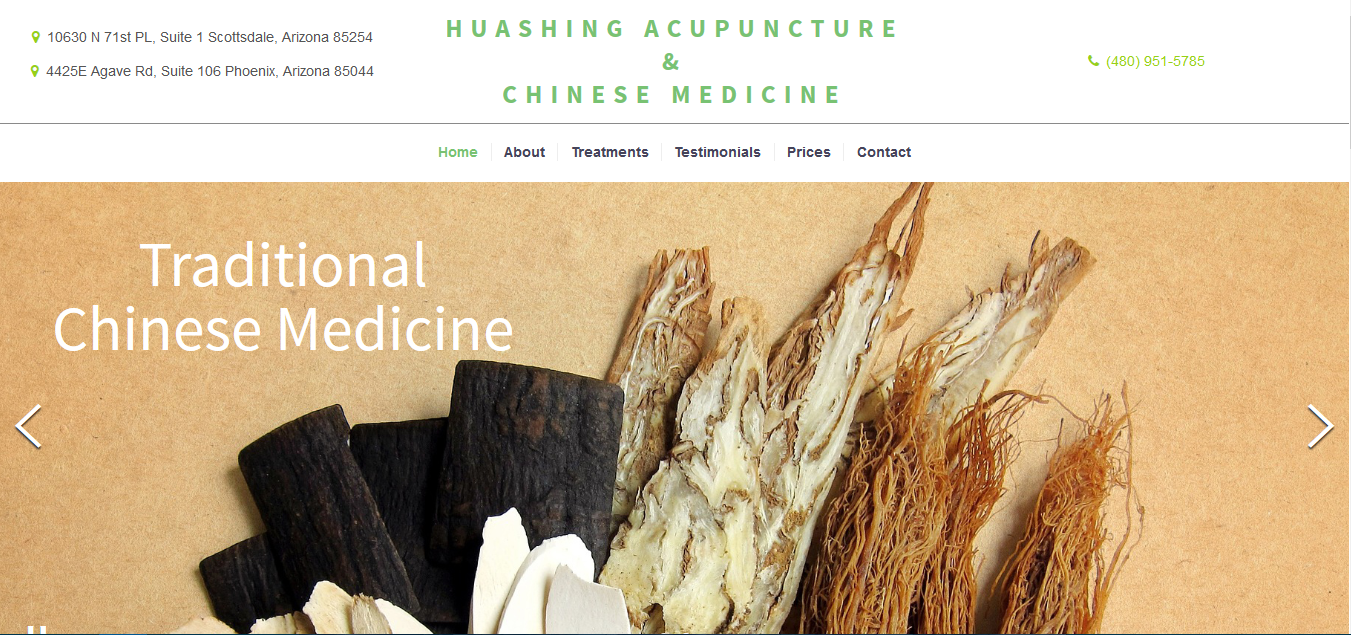 10630 N 71st PL, Suite 1 Scottsdale, Arizona 85254
4425E Agave Rd, Suite 106 Phoenix, Arizona 85044
HUASHING ACUPUNCTURE
&
CHINESE MEDICINE
(480) 951-5785
Home About Treatments Testimonials Prices Contact
Traditional
Chinese Medicine